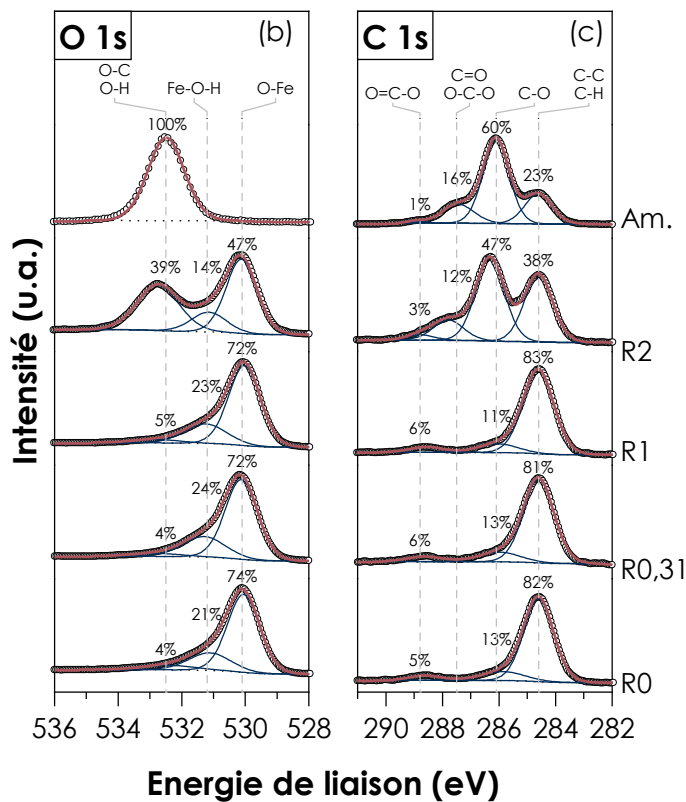 O 1s
(b)
O-C
O-H
Fe-O-H
O-Fe
100%
39%
14%
47%
5%
23%
72%
4%
24%
72%
4%
21%
74%
536
534
532
530
528
C 1s
(c)
O=C-O
C=O
O-C-O
C-O
C-C
C-H
1%
16%
60%
23%
Am.
3%
12%
47%
38%
R2
6%
11%
83%
R1
6%
13%
81%
R0,31
5%
13%
82%
R0
290
288
286
284
282
Intensité (u.a.)
Energie de liaison (eV)